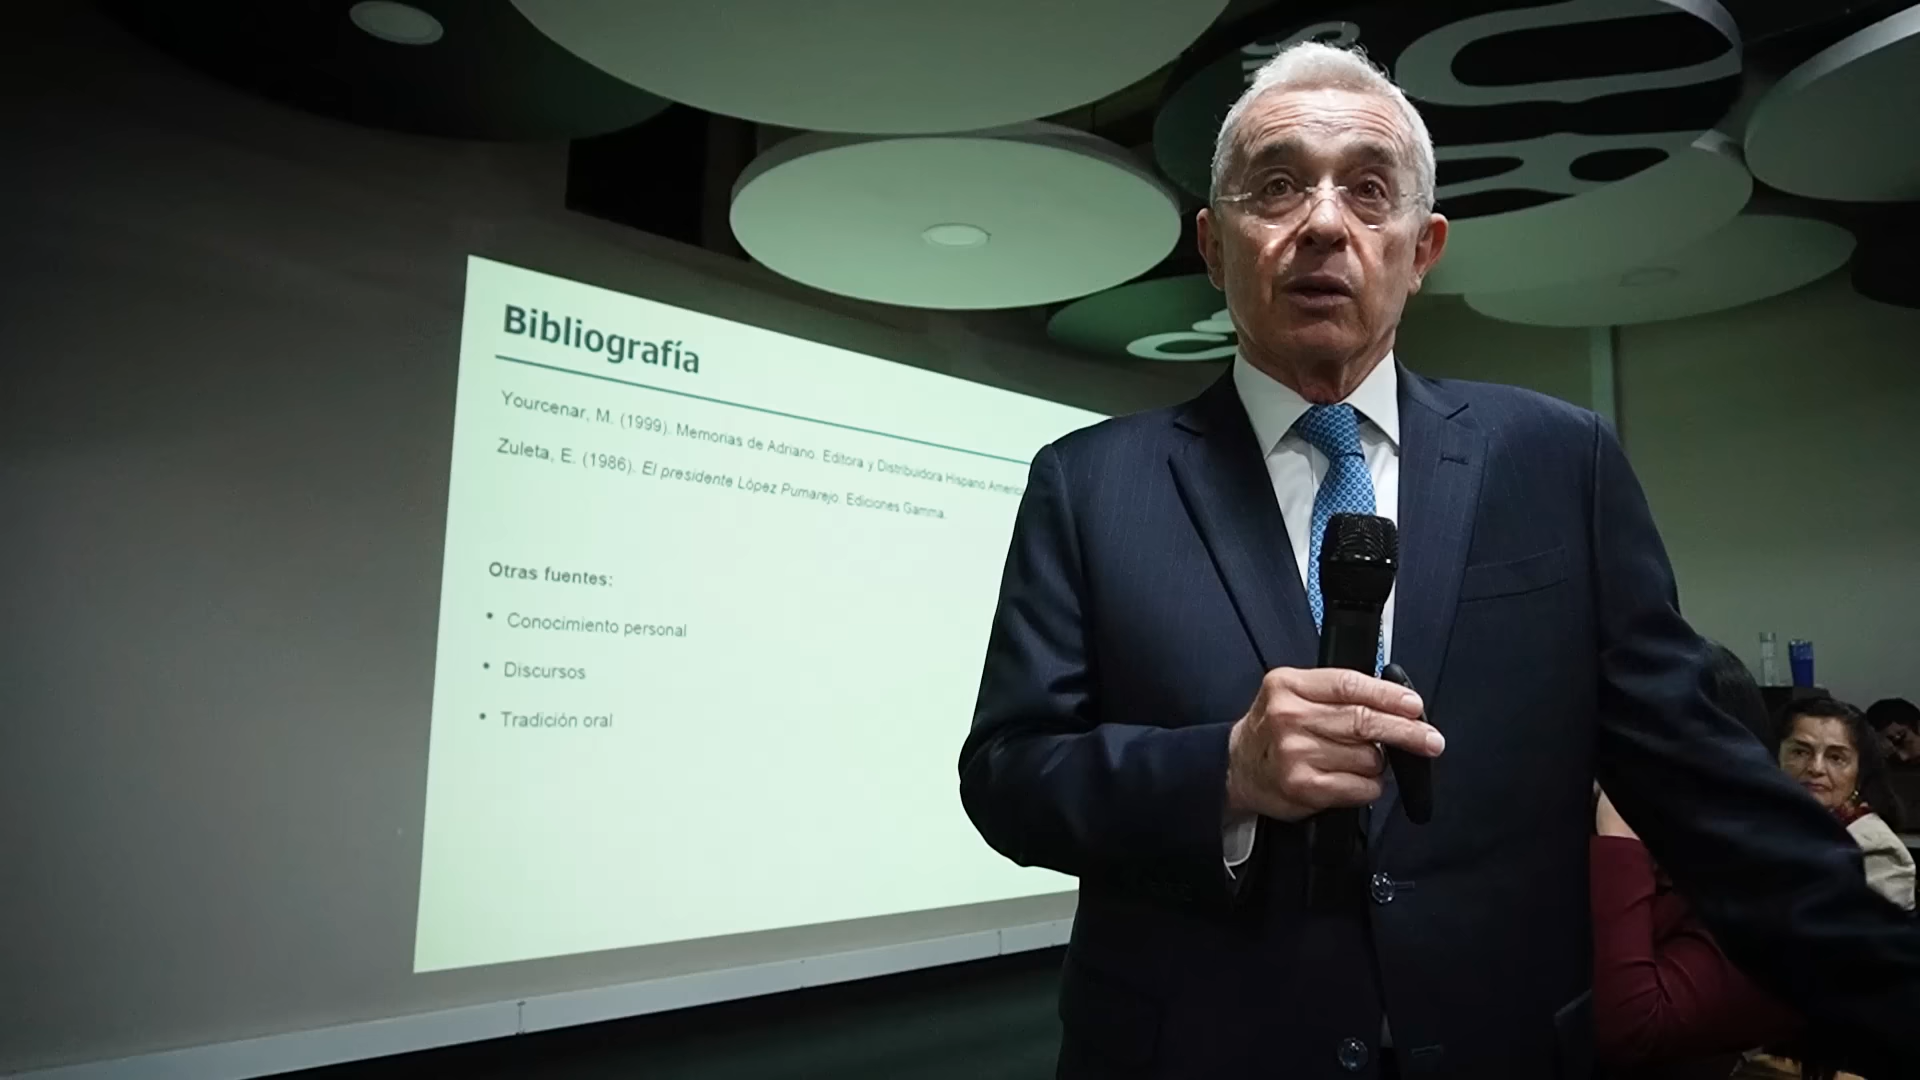 Bibliografía
Yourcenar, M. (1999). Memorias de Adriano. Editora y Distribuidora Hispano
Zuleta, E. (1986). El presidente López Pumarejo. Ediciones Gamma.
Otras fuentes:
• Conocimiento personal
• Discursos
• Tradición oral